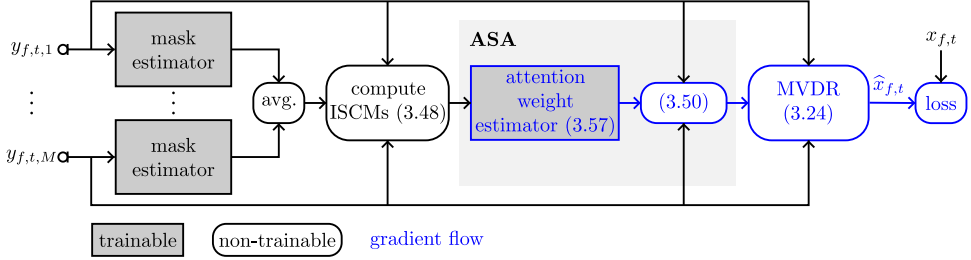 y_{f,t,1}
mask
estimator
⋮
⋮
y_{f,t,M}
mask
estimator
avg.
compute
ISCMs (3.48)
ASA
attention
weight
estimator (3.57)
(3.50)
MVDR
(3.24)
\widehat{x}_{f,t}
x_{f,t}
loss
trainable
non-trainable
gradient flow